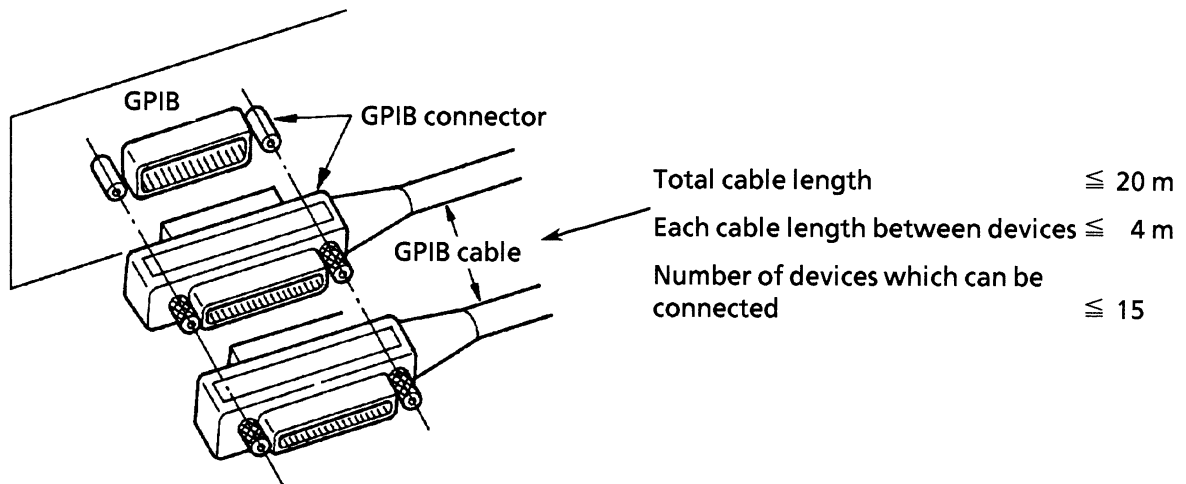 GPIB
GPIB connector
GPIB cable
Total cable length ≦ 20 m
Each cable length between devices ≦ 4 m
Number of devices which can be
connected ≦ 15